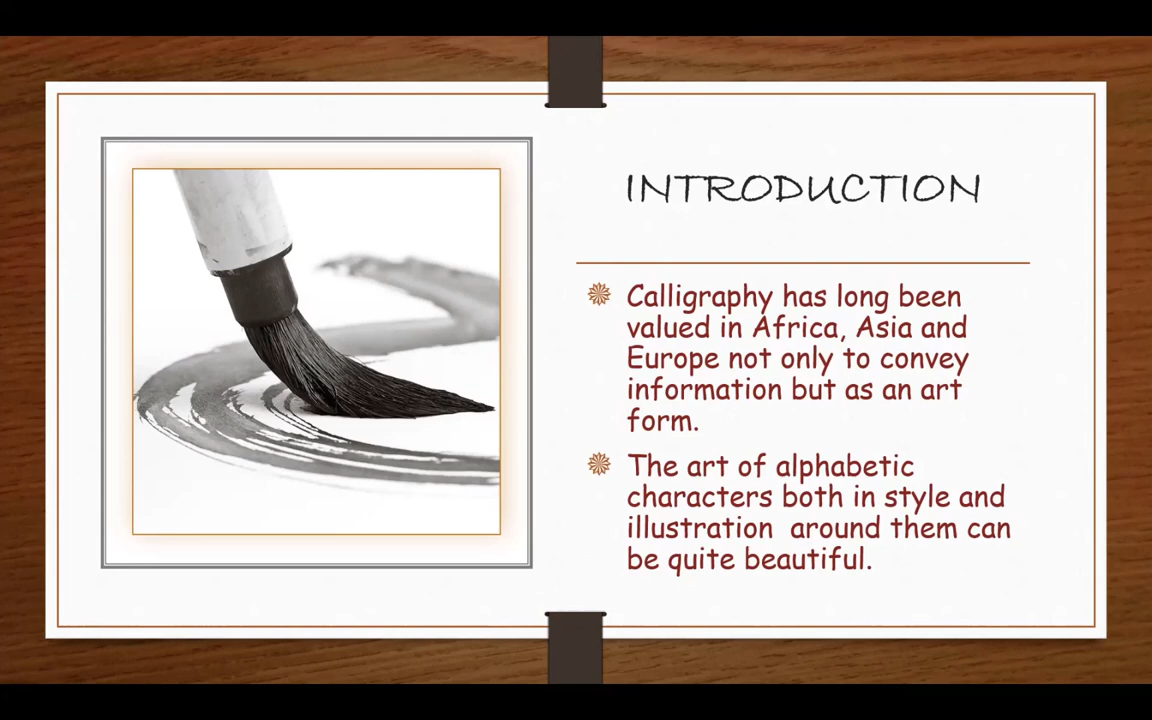 INTRODUCTION
Calligraphy has long been
valued in Africa, Asia and
Europe not only to convey
information but as an art
form.
The art of alphabetic
characters both in style and
illustration  around them can
be quite beautiful.